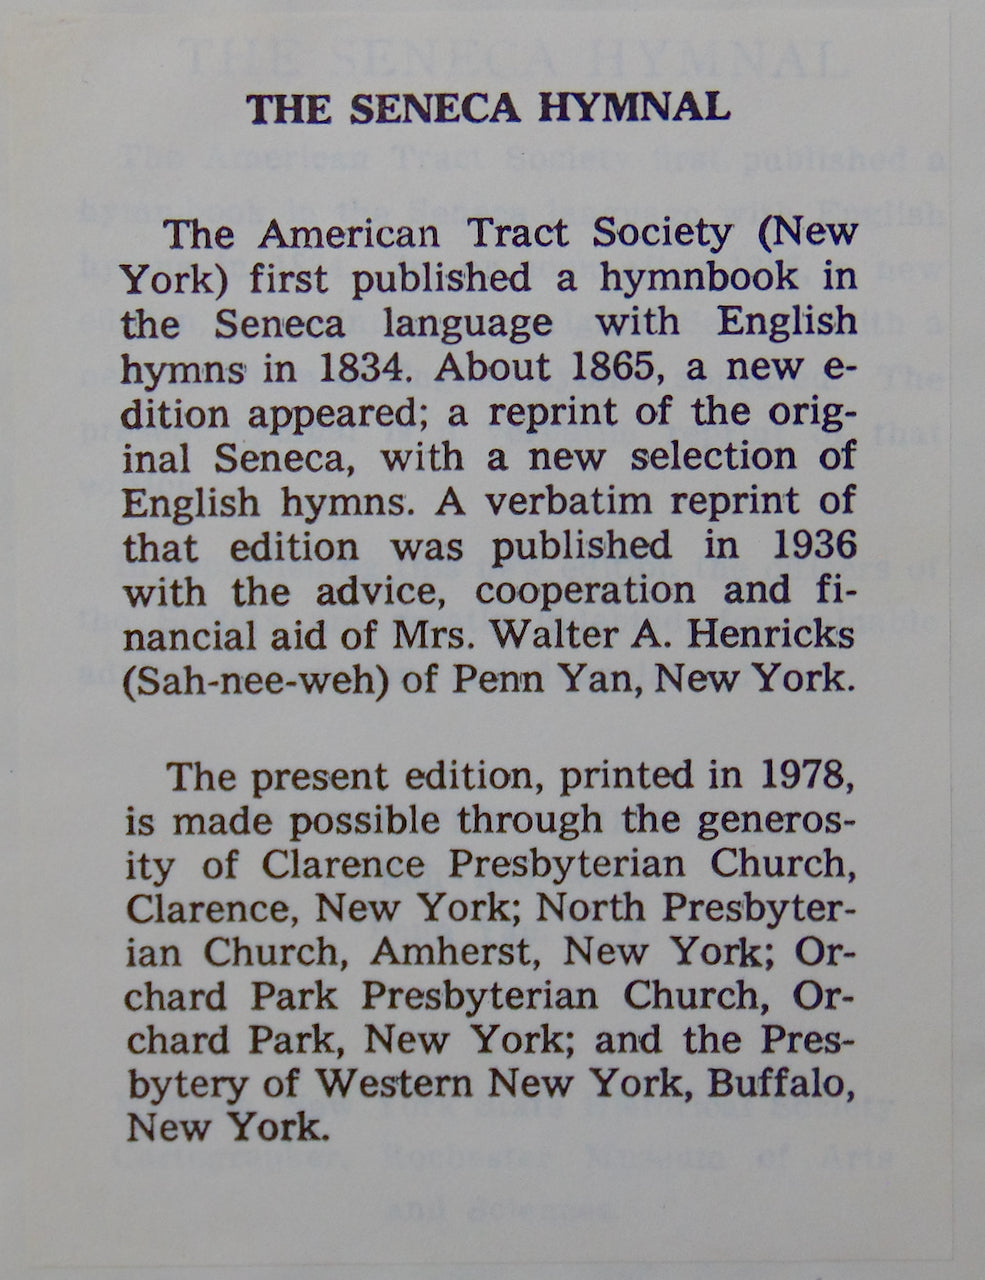 THE SENECA HYMNAL
The American Tract Society (New
York) first published a hymnbook in
the Seneca language with English
hymns in 1834. About 1865, a new e-
dition appeared; a reprint of the orig-
inal Seneca, with a new selection of
English hymns. A verbatim reprint of
that edition was published in 1936
with the advice, cooperation and fi-
nancial aid of Mrs. Walter A. Henricks
(Sah-nee-weh) of Penn Yan, New York.
The present edition, printed in 1978,
is made possible through the generos-
ity of Clarence Presbyterian Church,
Clarence, New York; North Presbyter-
ian Church, Amherst, New York; Or-
chard Park Presbyterian Church, Or-
chard Park, New York; and the Pres-
bytery of Western New York, Buffalo,
New York.